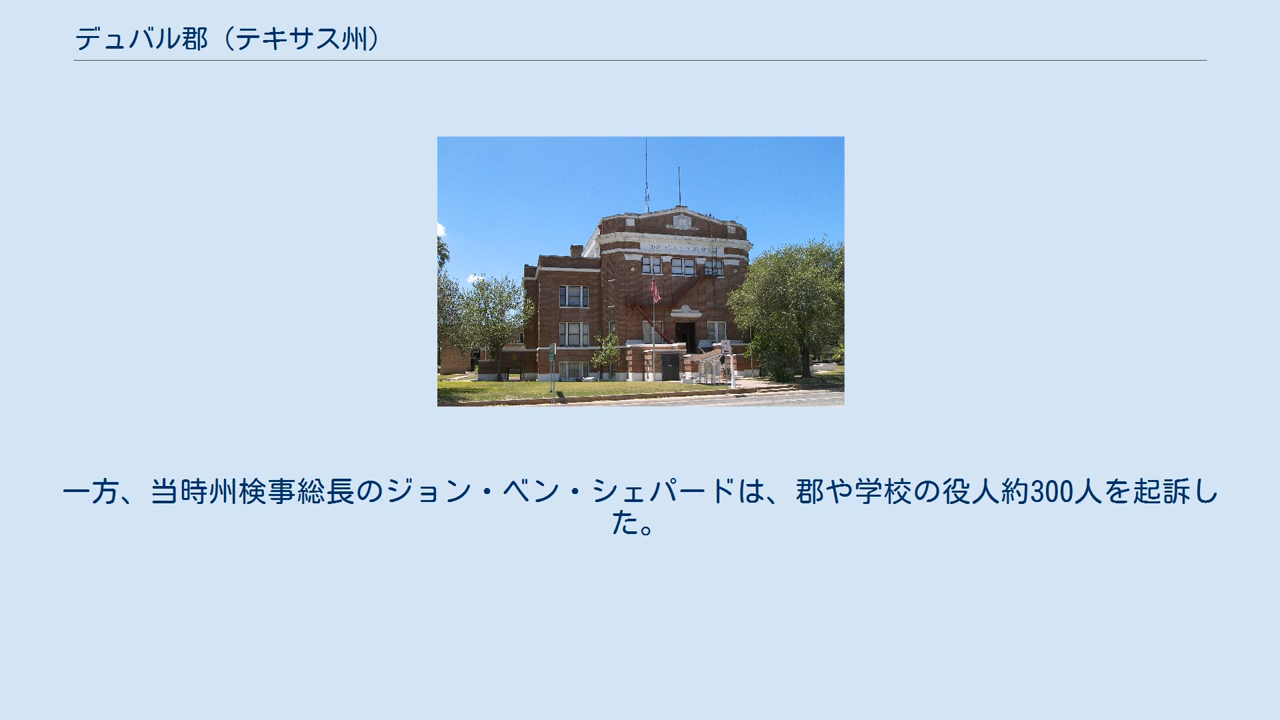 デュバル郡（テキサス州）
一方、当時州検事総長のジョン・ベン・シェパードは、郡や学校の役人約300人を起訴し
た。